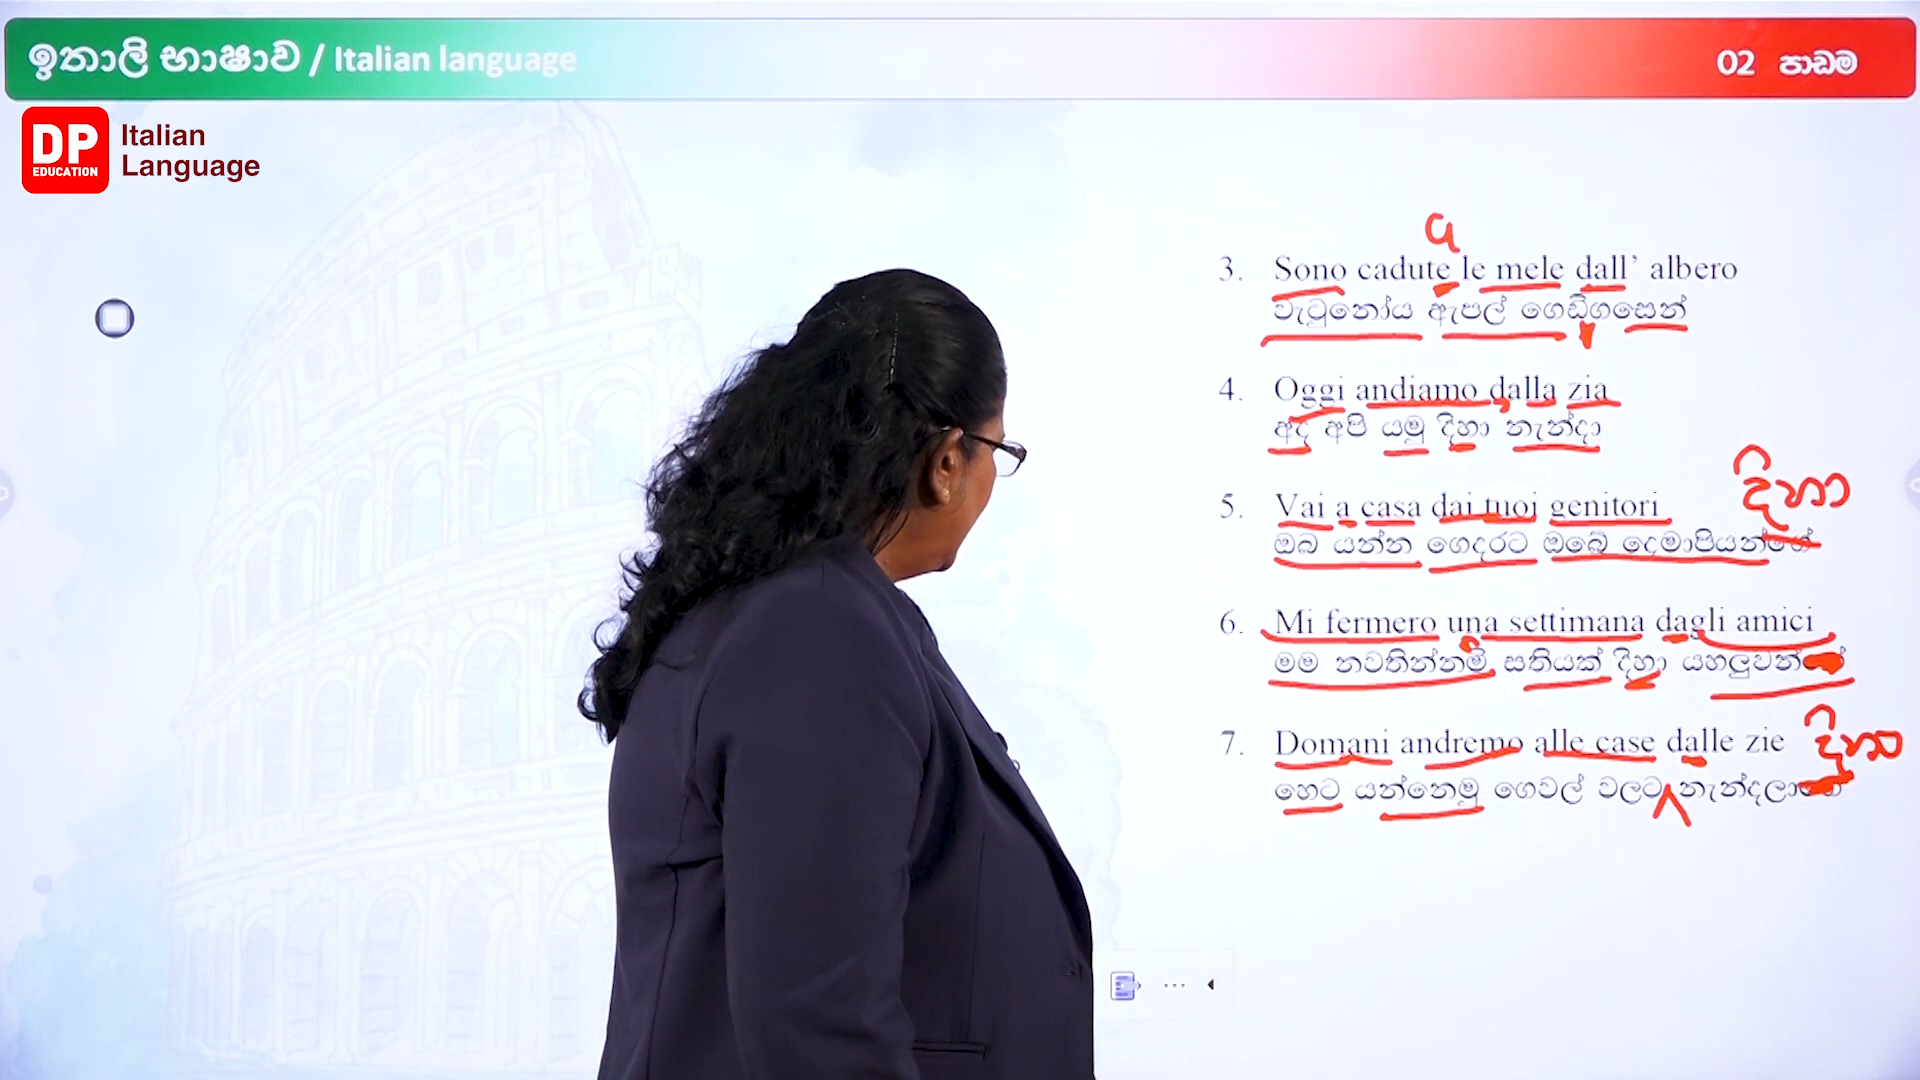 ඉතාලි භාෂාව / Italian language
02 පාඩම
DP
EDUCATION
Italian
Language
a
3. Sono cadute le mele dall' albero
වැටුනෝය ඇපල් ගෙඩිගසෙන්
4. Oggi andiamo dalla zia
අද අපි යමු දිහා නැන්දා
5. Vai a casa dai tuoi genitori
දිහා
ඔබ යන්න ගෙදරට ඔබේ දෙමාපියන්ගේ
6. Mi fermero una settimana dagli amici
මම නවතින්නම් සතියක් දිහා යහලුවන්
7. Domani andremo alle case dalle zie
දිහා
හෙට යන්නෙමු ගෙවල් වලට නැන්දලාගේ